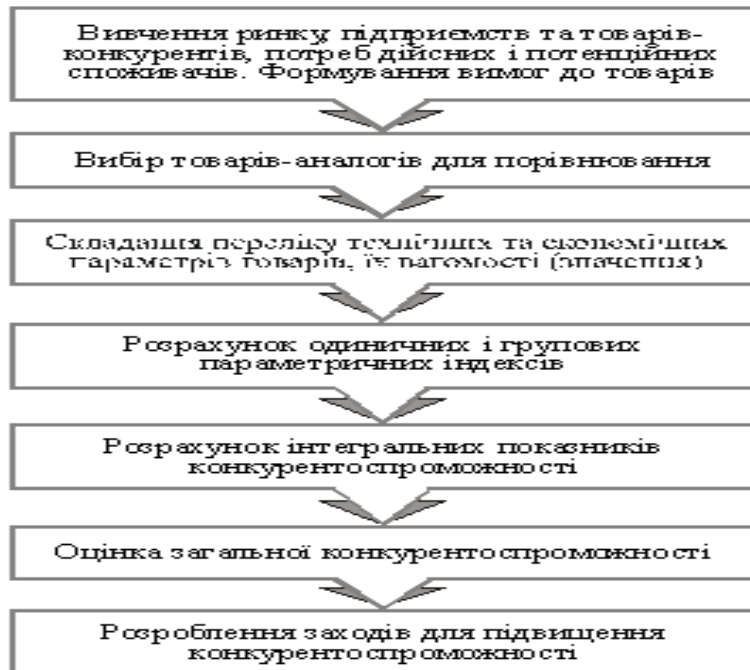 Вивчення ринку, підприємств та товарів-
конкурентів, потреб дійсних і потенційних
споживачів. Формування вимог до товарів
Вибір товарів-аналогів для порівнювання
Складання переліку технічних та економічних
параметрів товарів, їх вагомості (значення)
Розрахунок одиничних і групових
параметричних індексів
Розрахунок інтегральних показників
конкурентоспроможності
Оцінка загальної конкурентоспроможності
Розроблення заходів для підвищення
конкурентоспроможності